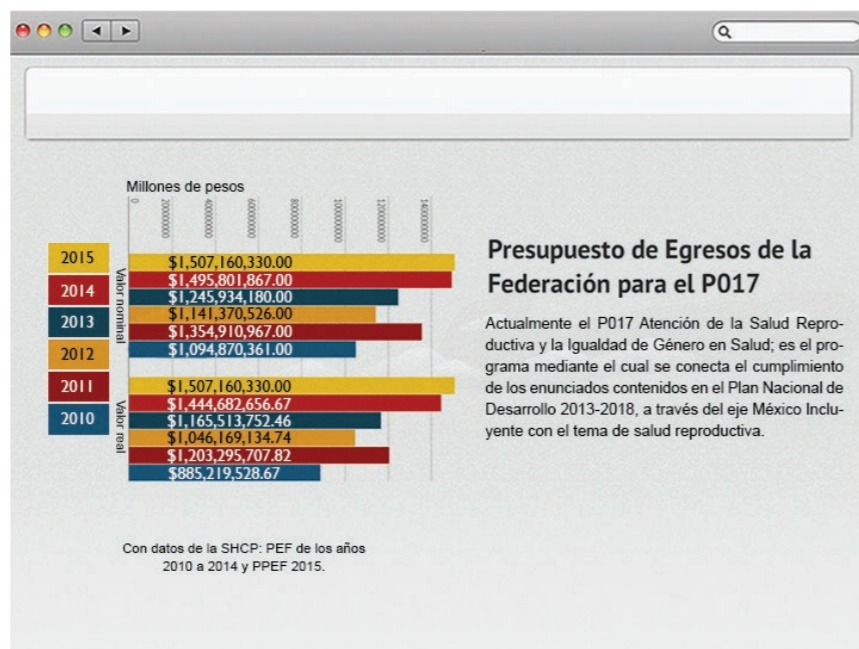 Millones de pesos
0
20000000
40000000
60000000
80000000
100000000
120000000
140000000
2015
2014
2013
2012
2011
2010
Valor nominal
$1,507,160,330.00
$1,495,801,867.00
$1,245,934,180.00
$1,141,370,526.00
$1,354,910,967.00
$1,094,870,361.00
Valor real
$1,507,160,330.00
$1,444,682,656.67
$1,165,513,752.46
$1,046,169,134.74
$1,203,295,707.82
$885,219,528.67
Con datos de la SHCP: PEF de los años
2010 a 2014 y PPEF 2015.
Presupuesto de Egresos de la
Federación para el P017
Actualmente el P017 Atención de la Salud Repro-
ductiva y la Igualdad de Género en Salud; es el pro-
grama mediante el cual se conecta el cumplimiento
de los enunciados contenidos en el Plan Nacional de
Desarrollo 2013-2018, a través del eje México Inclu-
yente con el tema de salud reproductiva.